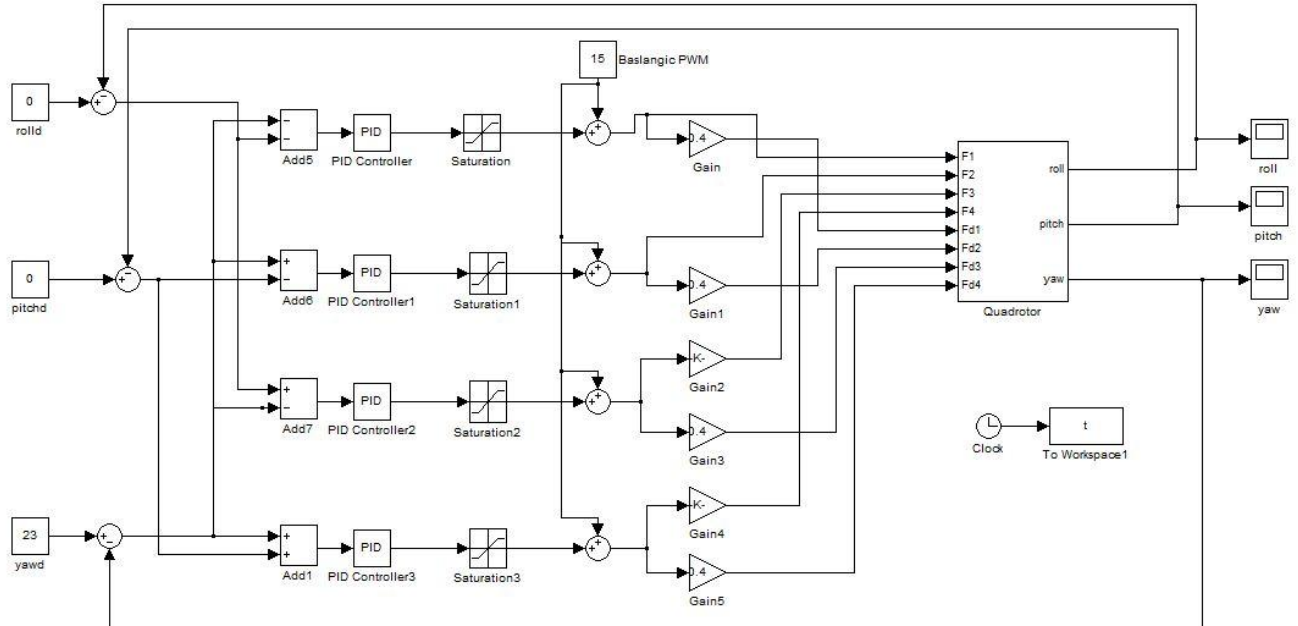 15
Baslangic PWM
0
rolld
Add5
PID
PID Controller
Saturation
0.4
Gain
F1
F2
F3
F4
Fd1
Fd2
Fd3
Fd4
roll
pitch
yaw
Quadrotor
roll
pitch
yaw
0
pitchd
Add6
PID
PID Controller1
Saturation1
0.4
Gain1
Add7
PID
PID Controller2
Saturation2
-K-
Gain2
0.4
Gain3
Clock
t
To Workspace1
23
yawd
Add1
PID
PID Controller3
Saturation3
-K-
Gain4
0.4
Gain5